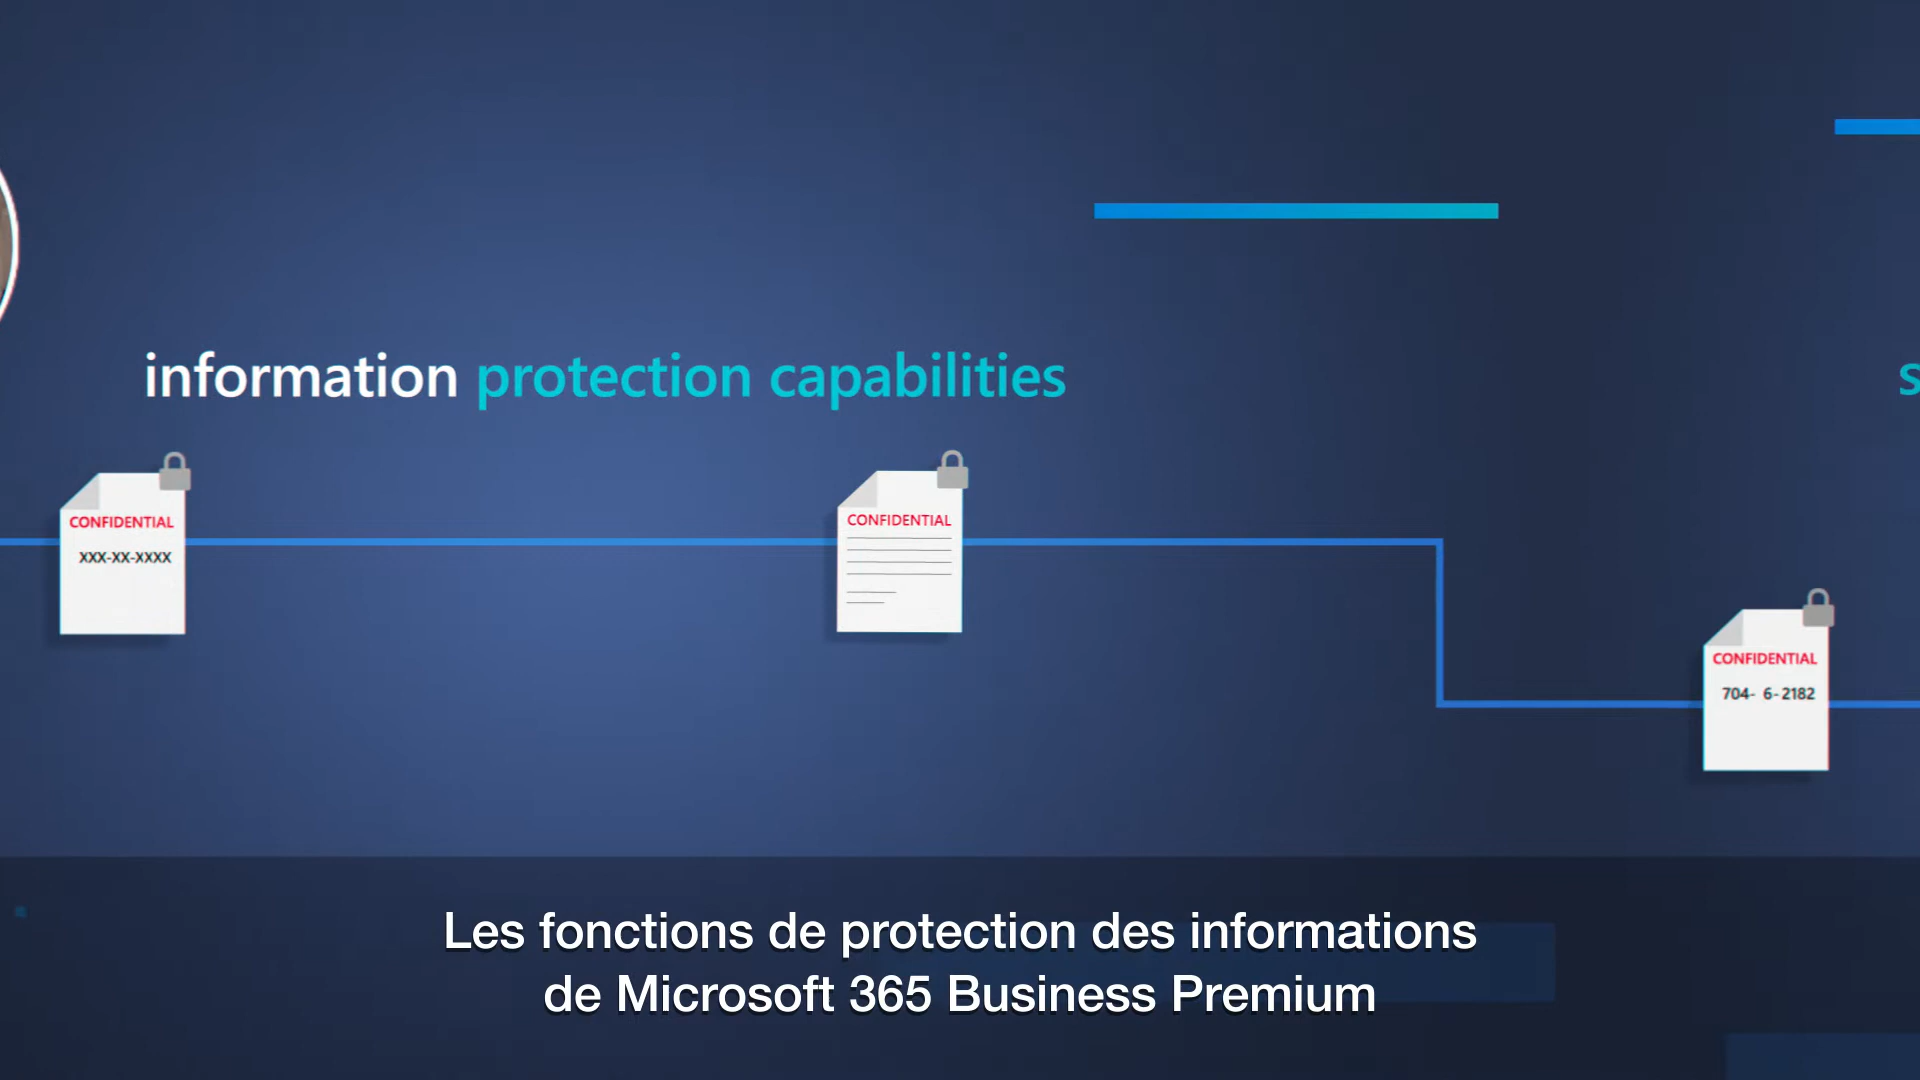 information protection capabilities
CONFIDENTIAL
XXX-XX-XXXX
CONFIDENTIAL
CONFIDENTIAL
704- 6-2182
Les fonctions de protection des informations
de Microsoft 365 Business Premium